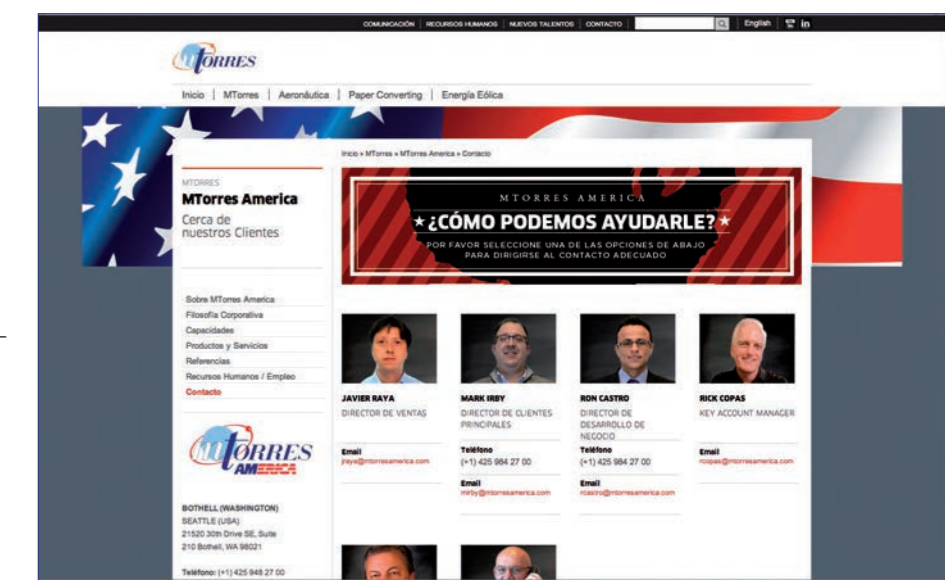 COMUNICACIÓN | RECURSOS HUMANOS | NUEVOS TALENTOS | CONTACTO | English in
MTORRES
Inicio | MTorres | Aeronáutica | Paper Converting | Energía Eólica
Inicio » MTorres » MTorres America » Contacto
MTORRES
MTorres America
Cerca de
nuestros Clientes
MTORRES AMERICA
¿CÓMO PODEMOS AYUDARLE?
POR FAVOR SELECCIONE UNA DE LAS OPCIONES DE ABAJO
PARA DIRIGIRSE AL CONTACTO ADECUADO
Sobre MTorres America
Filosofía Corporativa
Capacidades
Productos y Servicios
Referencias
Recursos Humanos / Empleo
Contacto
MTORRES
AMERICA
BOTHELL (WASHINGTON)
SEATTLE (USA)
21520 30th Drive SE, Suite
210 Bothell, WA 98021
Teléfono: (+1) 425 948 27 00
JAVIER RAYA
DIRECTOR DE VENTAS
Email
jraya@mtorresamerica.com
MARK IRBY
DIRECTOR DE CLIENTES
PRINCIPALES
Teléfono
(+1) 425 984 27 00
Email
mirby@mtorresamerica.com
RON CASTRO
DIRECTOR DE
DESARROLLO DE
NEGOCIO
Teléfono
(+1) 425 984 27 00
Email
rcastro@mtorresamerica.com
RICK COPAS
KEY ACCOUNT MANAGER
Email
rcopas@mtorresamerica.com